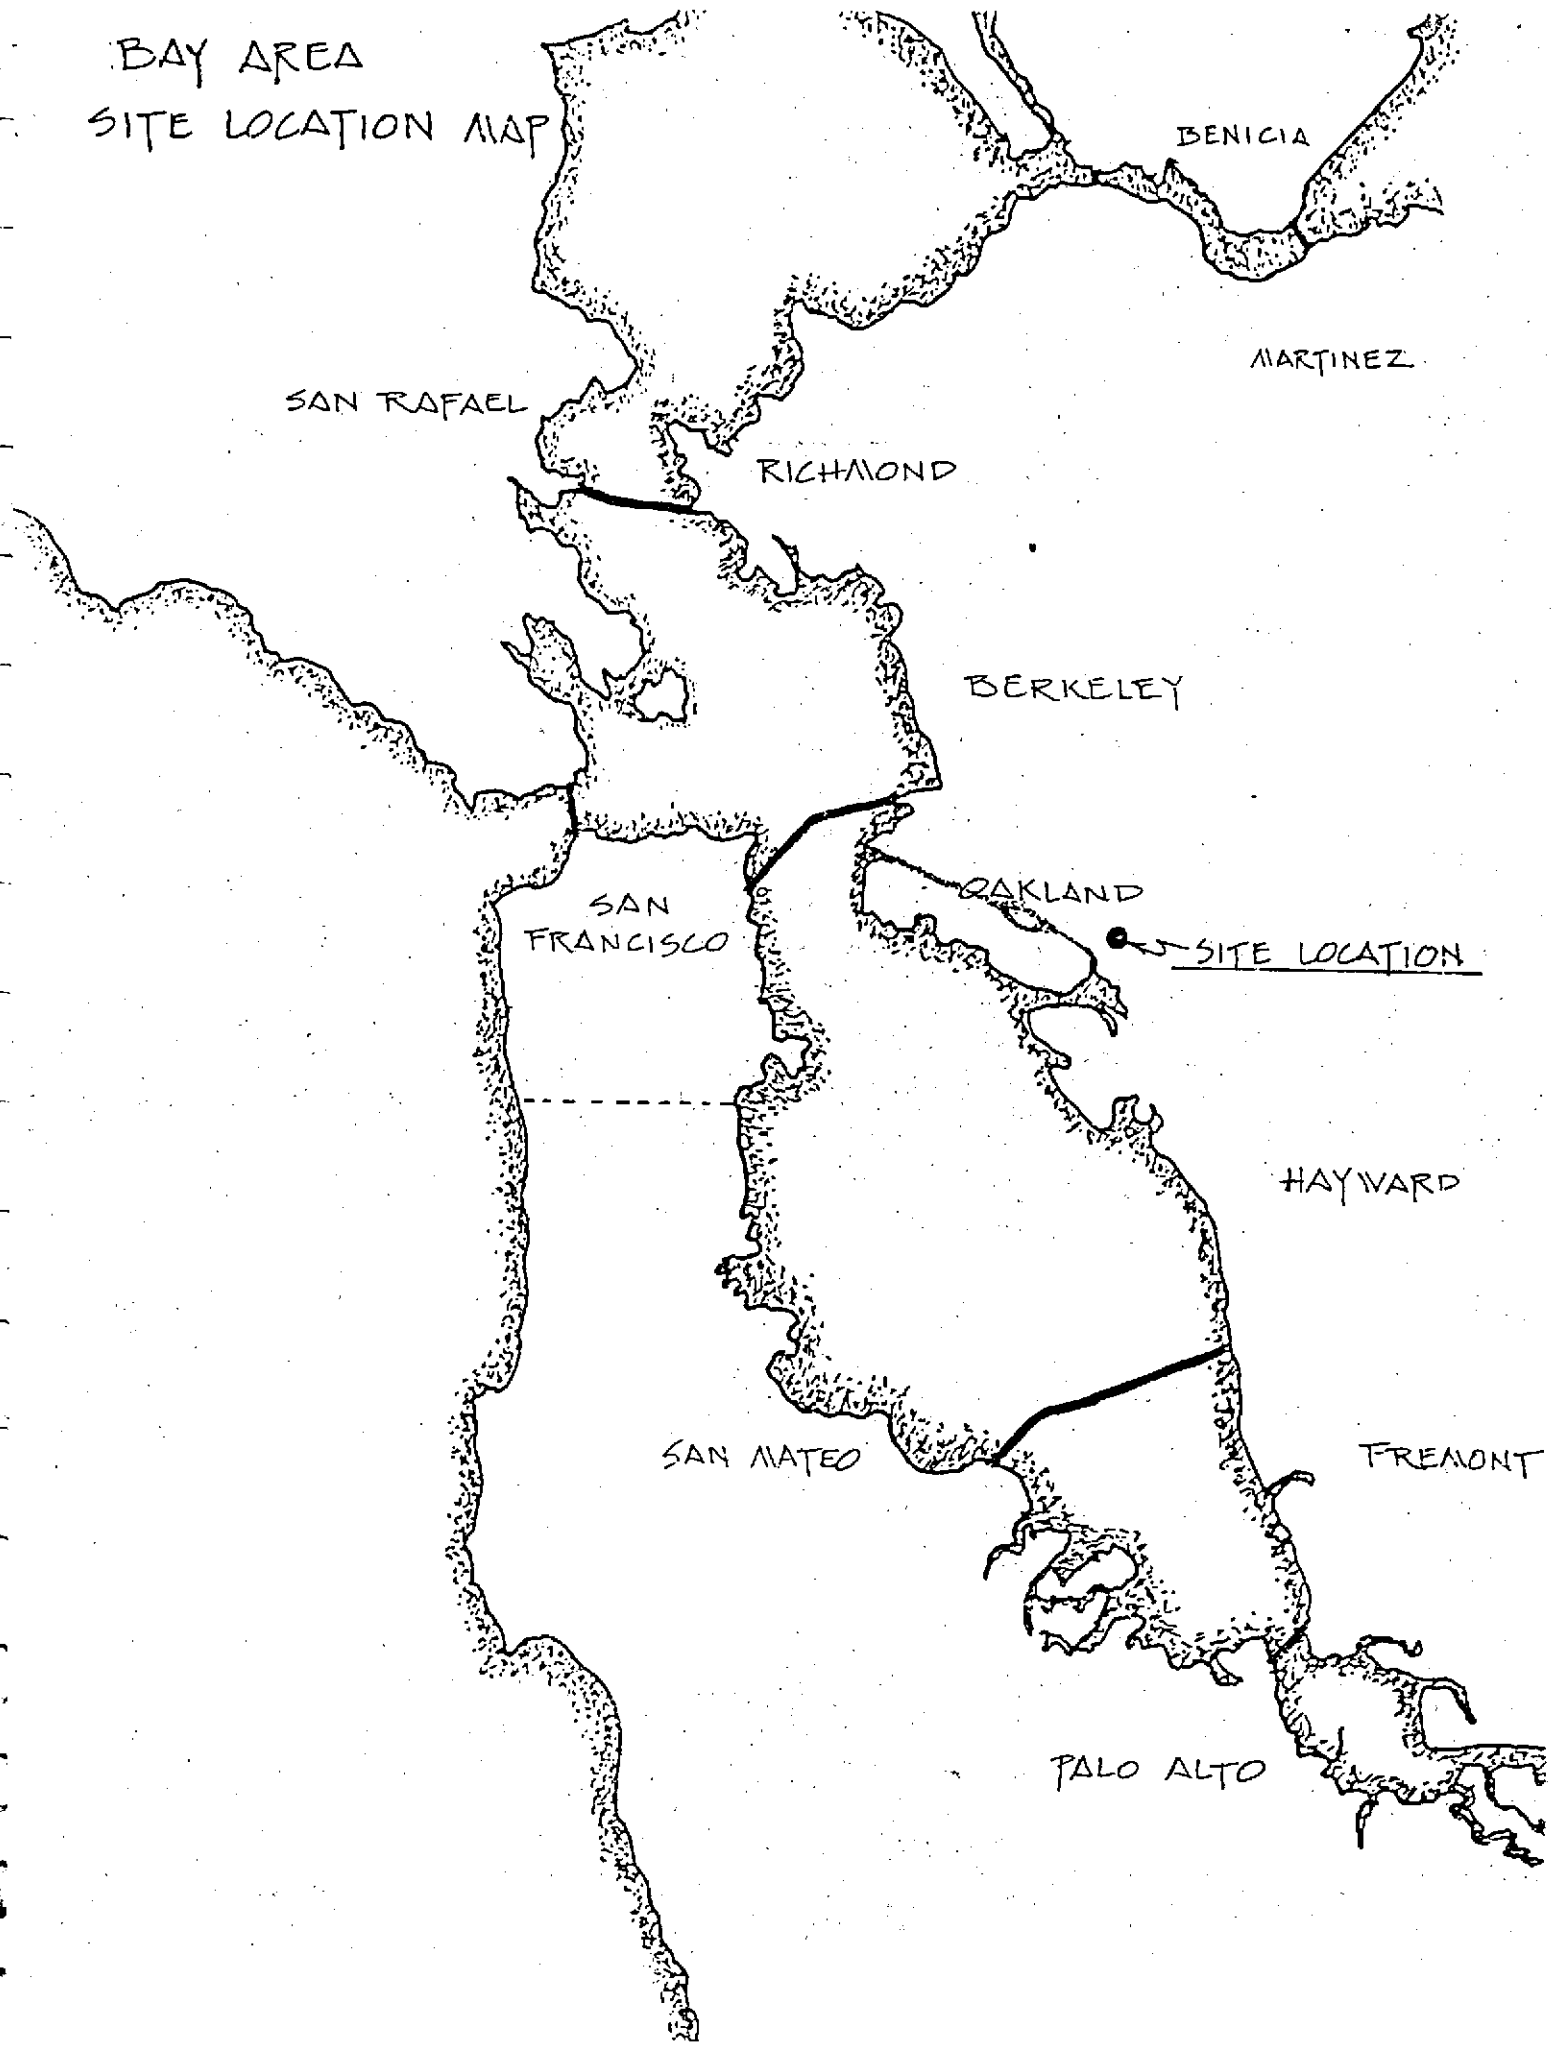 BAY AREA
SITE LOCATION MAP
BENICIA
MARTINEZ
SAN RAFAEL
RICHMOND
BERKELEY
OAKLAND
SAN
FRANCISCO
SITE LOCATION
HAYWARD
SAN MATEO
FREMONT
PALO ALTO